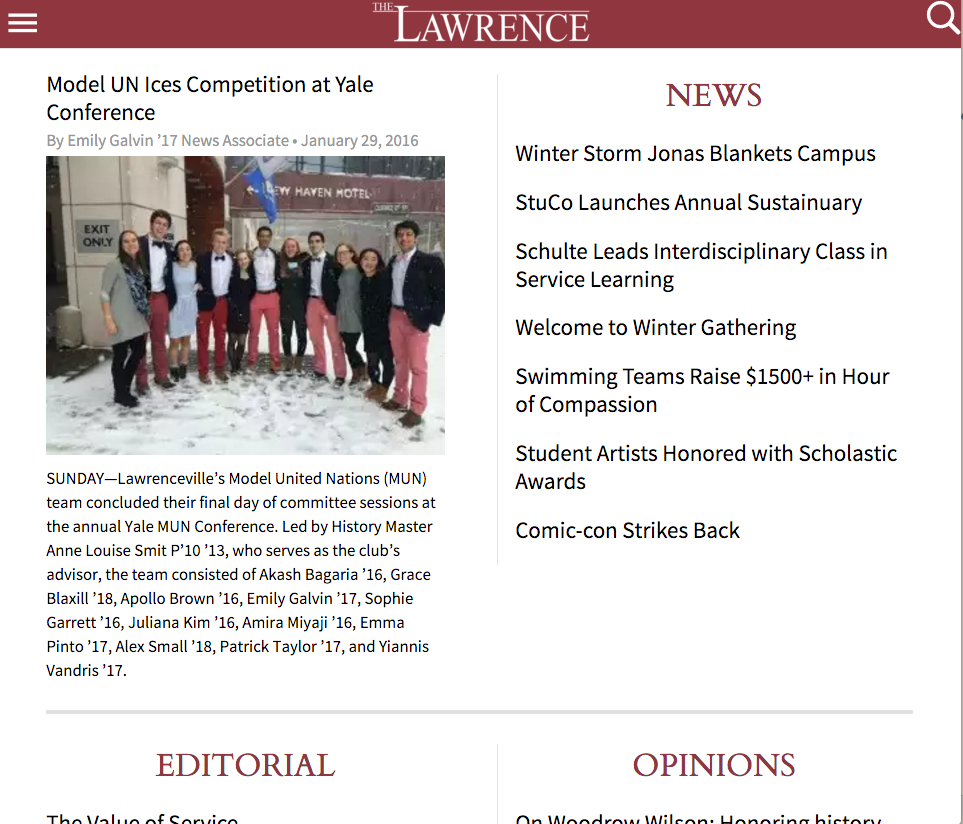 THE LAWRENCE
Model UN Ices Competition at Yale
Conference
By Emily Galvin ’17 News Associate • January 29, 2016
NEW HAVEN MOTEL
EXIT
ONLY
SUNDAY—Lawrenceville’s Model United Nations (MUN)
team concluded their final day of committee sessions at
the annual Yale MUN Conference. Led by History Master
Anne Louise Smit P’10 ’13, who serves as the club’s
advisor, the team consisted of Akash Bagaria ’16, Grace
Blaxill ’18, Apollo Brown ’16, Emily Galvin ’17, Sophie
Garrett ’16, Juliana Kim ’16, Amira Miyaji ’16, Emma
Pinto ’17, Alex Small ’18, Patrick Taylor ’17, and Yiannis
Vandris ’17.
NEWS
Winter Storm Jonas Blankets Campus
StuCo Launches Annual Sustainuary
Schulte Leads Interdisciplinary Class in
Service Learning
Welcome to Winter Gathering
Swimming Teams Raise $1500+ in Hour
of Compassion
Student Artists Honored with Scholastic
Awards
Comic-con Strikes Back
EDITORIAL
The Value of Service
OPINIONS
On Woodrow Wilson: Honoring history